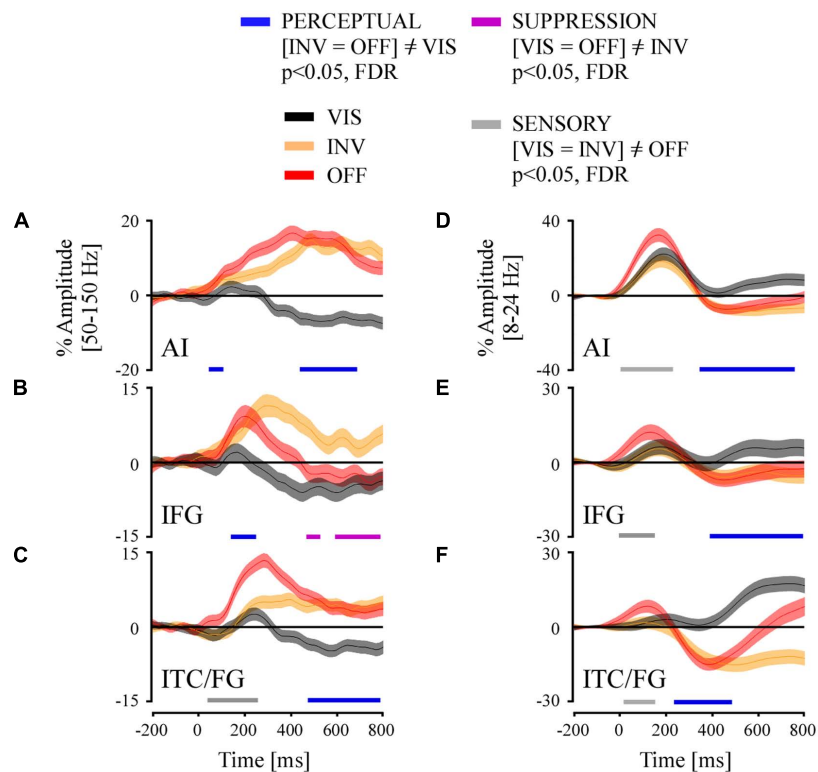 PERCEPTUAL
[INV = OFF] ≠ VIS
p<0.05, FDR
SUPPRESSION
[VIS = OFF] ≠ INV
p<0.05, FDR
VIS
INV
OFF
SENSORY
[VIS = INV] ≠ OFF
p<0.05, FDR
A
20
0
-20
% Amplitude
[50-150 Hz]
AI
D
40
0
-40
% Amplitude
[8-24 Hz]
AI
B
15
0
-15
IFG
E
30
0
-30
IFG
C
15
0
-15
ITC/FG
-200 0 200 400 600 800
Time [ms]
F
30
0
-30
ITC/FG
-200 0 200 400 600 800
Time [ms]